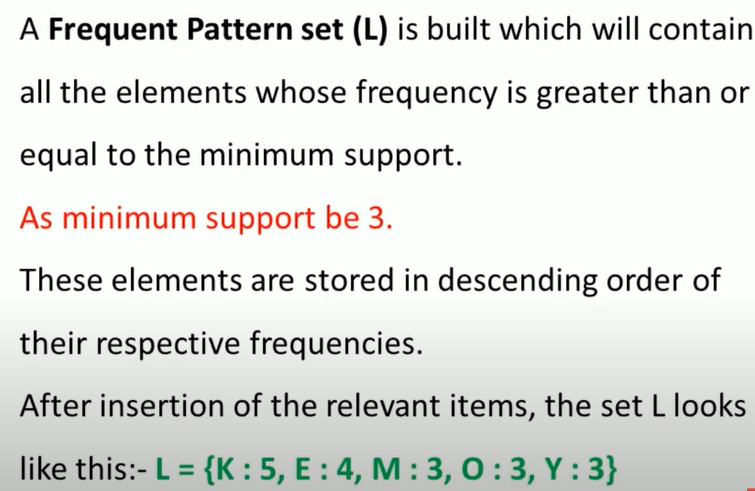 A Frequent Pattern set (L) is built which will contain
all the elements whose frequency is greater than or
equal to the minimum support.
As minimum support be 3.
These elements are stored in descending order of
their respective frequencies.
After insertion of the relevant items, the set L looks
like this:- L = {K : 5, E : 4, M : 3, O : 3, Y : 3}